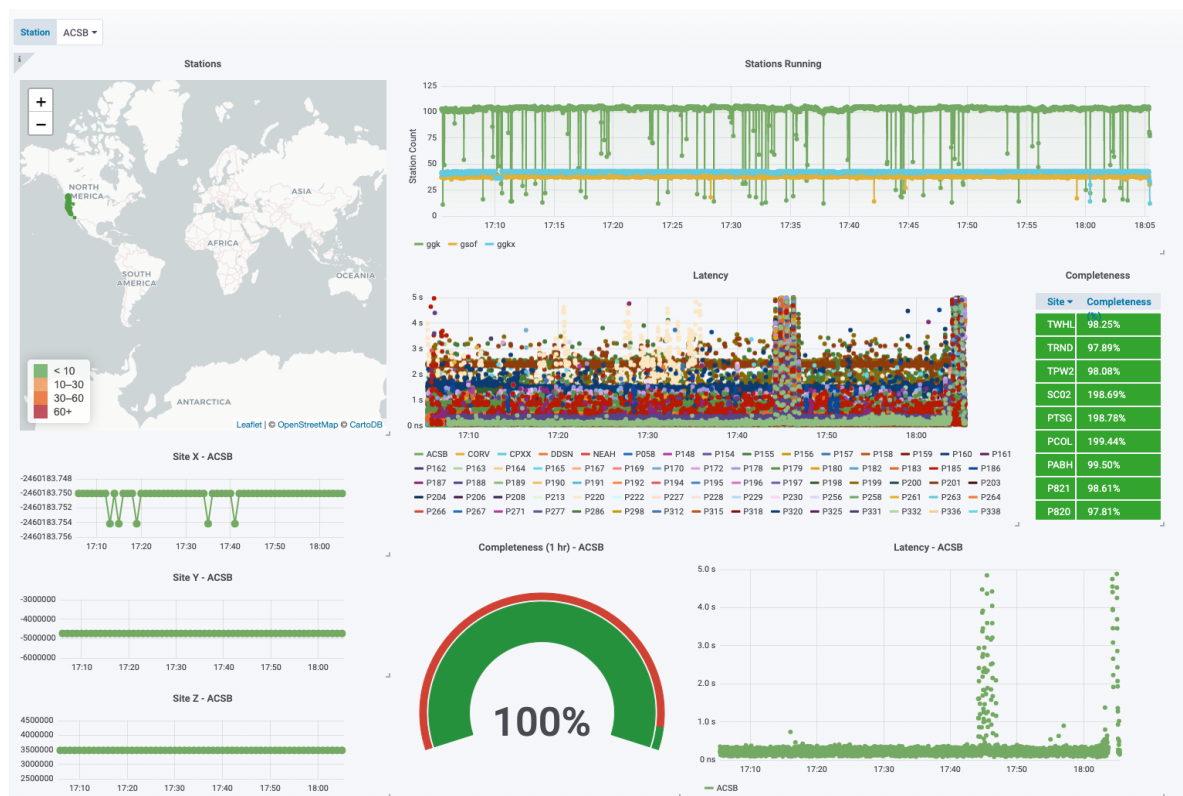 Station ACSB
i
Stations
+
−
NORTH
AMERICA
ASIA
AFRICA
SOUTH
AMERICA
OCEANIA
ANTARCTICA
< 10
10–30
30–60
60+
Leaflet | © OpenStreetMap © CartoDB
Stations Running
Station Count
125
100
75
50
25
0
17:10 17:15 17:20 17:25 17:30 17:35 17:40 17:45 17:50 17:55 18:00 18:05
ggk gsof ggkx
Latency
5 s
4 s
3 s
2 s
1 s
0 ns
17:10 17:20 17:30 17:40 17:50 18:00
ACSB CORV CPXX DDSN NEAH P058 P148 P154 P155 P156 P157 P158 P159 P160 P161
P162 P163 P164 P165 P167 P169 P170 P172 P178 P179 P180 P182 P183 P185 P186
P187 P188 P189 P190 P191 P192 P194 P195 P196 P197 P198 P199 P200 P201 P203
P204 P206 P208 P213 P220 P222 P227 P228 P229 P230 P256 P258 P261 P263 P264
P266 P267 P271 P277 P286 P298 P312 P315 P318 P320 P325 P331 P332 P336 P338
Completeness
Site Completeness
(%)
TWHL 98.25%
TRND 97.89%
TPW2 98.08%
SC02 198.69%
PTSG 198.78%
PCOL 199.44%
PABH 99.50%
P821 98.61%
P820 97.81%
Site X - ACSB
-2460183.748
-2460183.750
-2460183.752
-2460183.754
-2460183.756
17:10 17:20 17:30 17:40 17:50 18:00
Site Y - ACSB
-3000000
-4000000
-5000000
-6000000
17:10 17:20 17:30 17:40 17:50 18:00
Site Z - ACSB
4500000
4000000
3500000
3000000
2500000
17:10 17:20 17:30 17:40 17:50 18:00
Completeness (1 hr) - ACSB
100%
Latency - ACSB
5.0 s
4.0 s
3.0 s
2.0 s
1.0 s
0 ns
17:10 17:20 17:30 17:40 17:50 18:00
ACSB